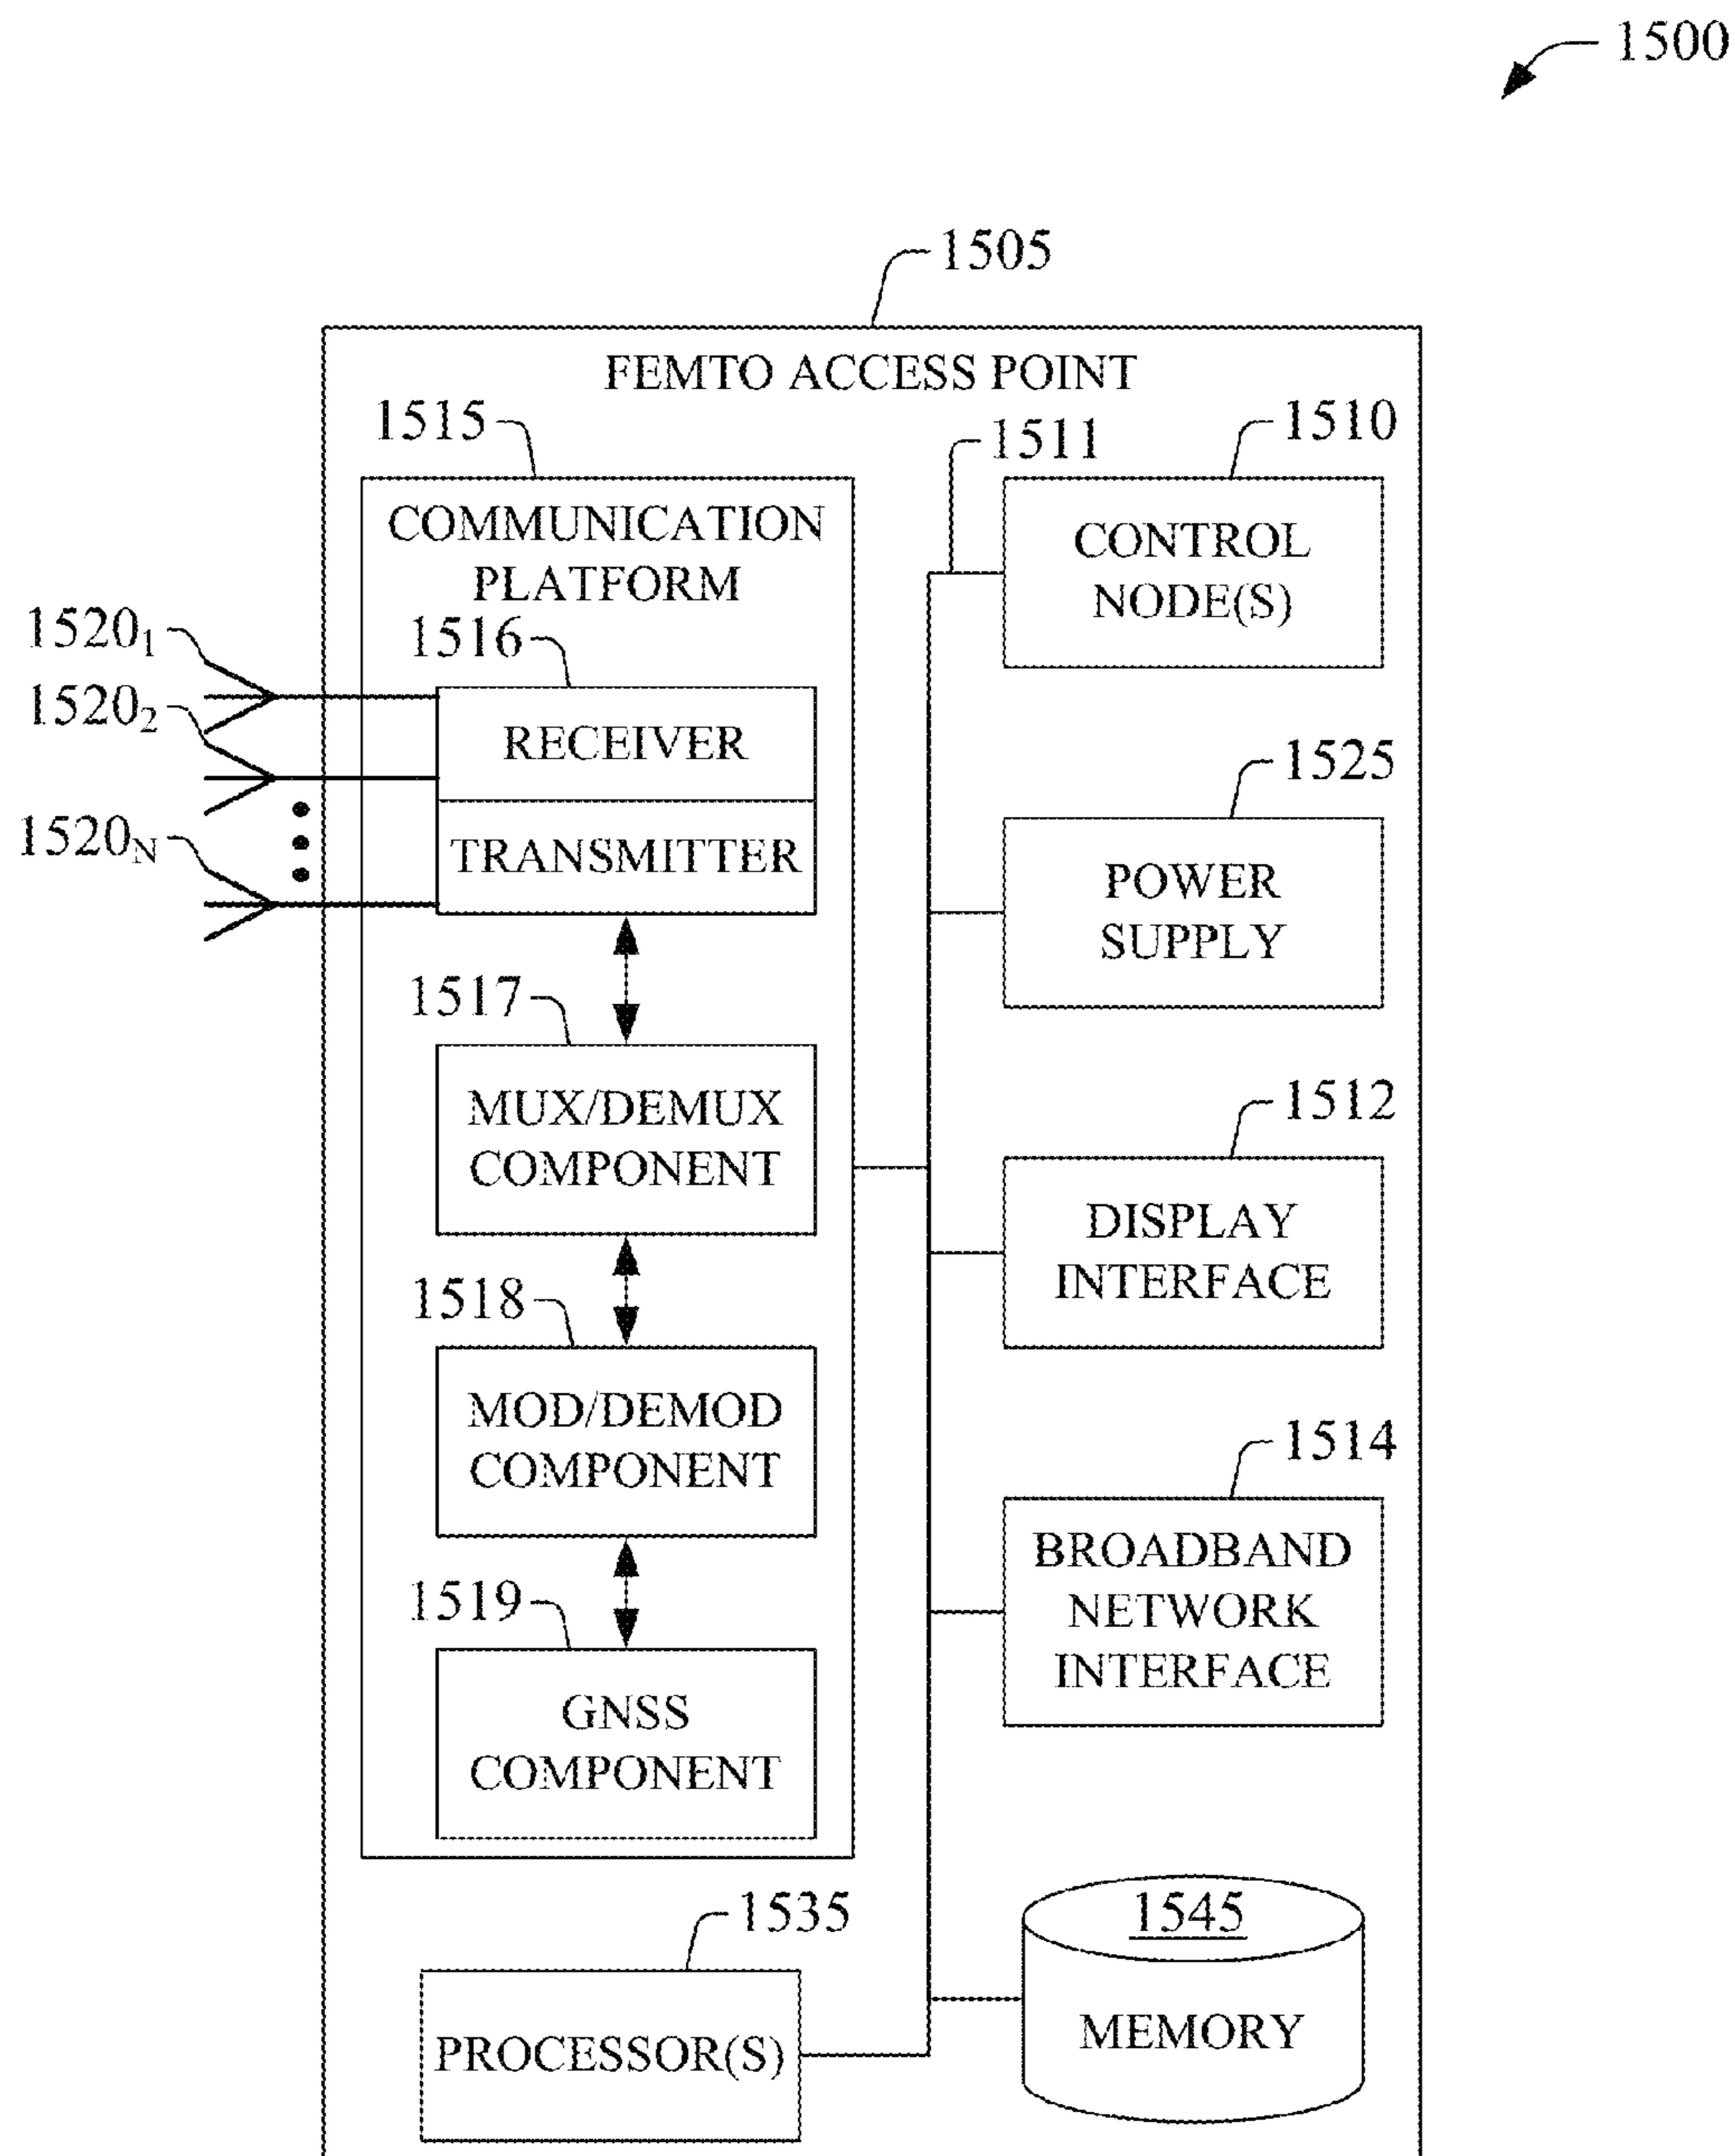 1500
1505
FEMTO ACCESS POINT
1515
1511
1510
COMMUNICATION
PLATFORM
CONTROL
NODE(S)
1520₁
1516
1520₂
RECEIVER
1525
1520_N
TRANSMITTER
POWER
SUPPLY
1517
MUX/DEMUX
COMPONENT
1512
DISPLAY
INTERFACE
1518
MOD/DEMOD
COMPONENT
1514
BROADBAND
NETWORK
INTERFACE
1519
GNSS
COMPONENT
1535
PROCESSOR(S)
1545
MEMORY